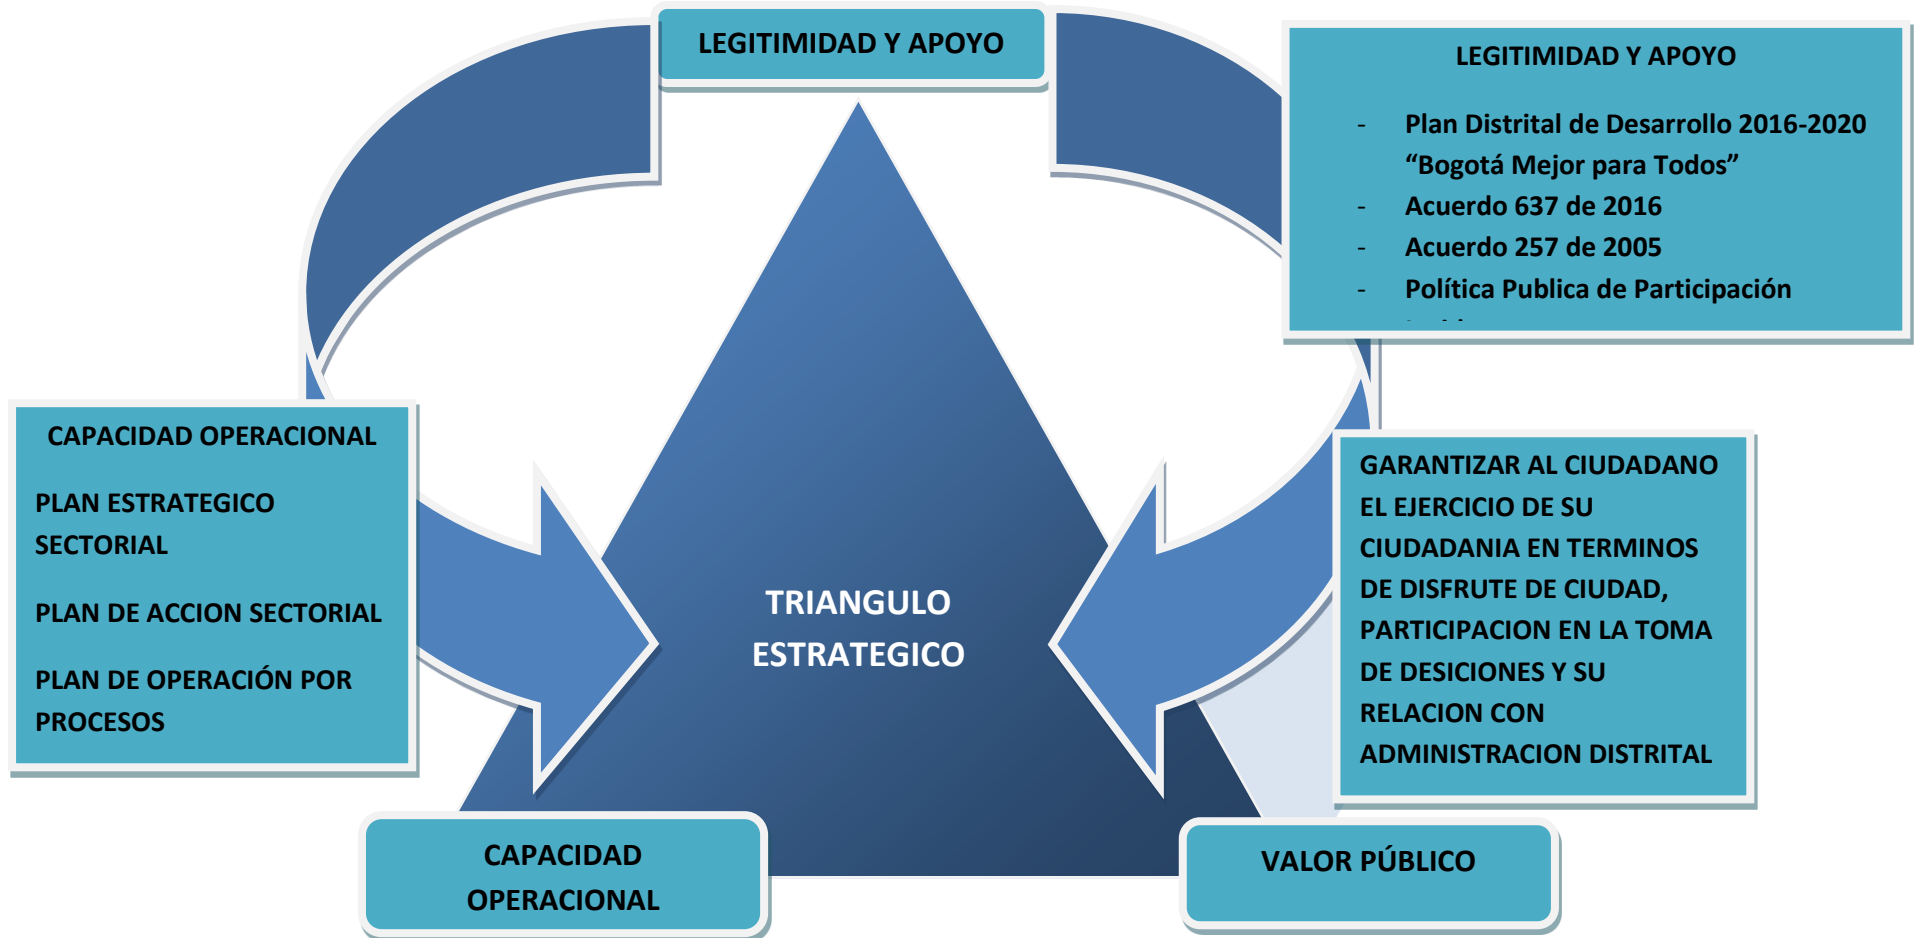 LEGITIMIDAD Y APOYO
LEGITIMIDAD Y APOYO
- Plan Distrital de Desarrollo 2016-2020
“Bogotá Mejor para Todos”
- Acuerdo 637 de 2016
- Acuerdo 257 de 2005
- Política Publica de Participación
CAPACIDAD OPERACIONAL
PLAN ESTRATEGICO
SECTORIAL
PLAN DE ACCION SECTORIAL
PLAN DE OPERACIÓN POR
PROCESOS
TRIANGULO
ESTRATEGICO
GARANTIZAR AL CIUDADANO
EL EJERCICIO DE SU
CIUDADANIA EN TERMINOS
DE DISFRUTE DE CIUDAD,
PARTICIPACION EN LA TOMA
DE DESICIONES Y SU
RELACION CON
ADMINISTRACION DISTRITAL
CAPACIDAD
OPERACIONAL
VALOR PÚBLICO